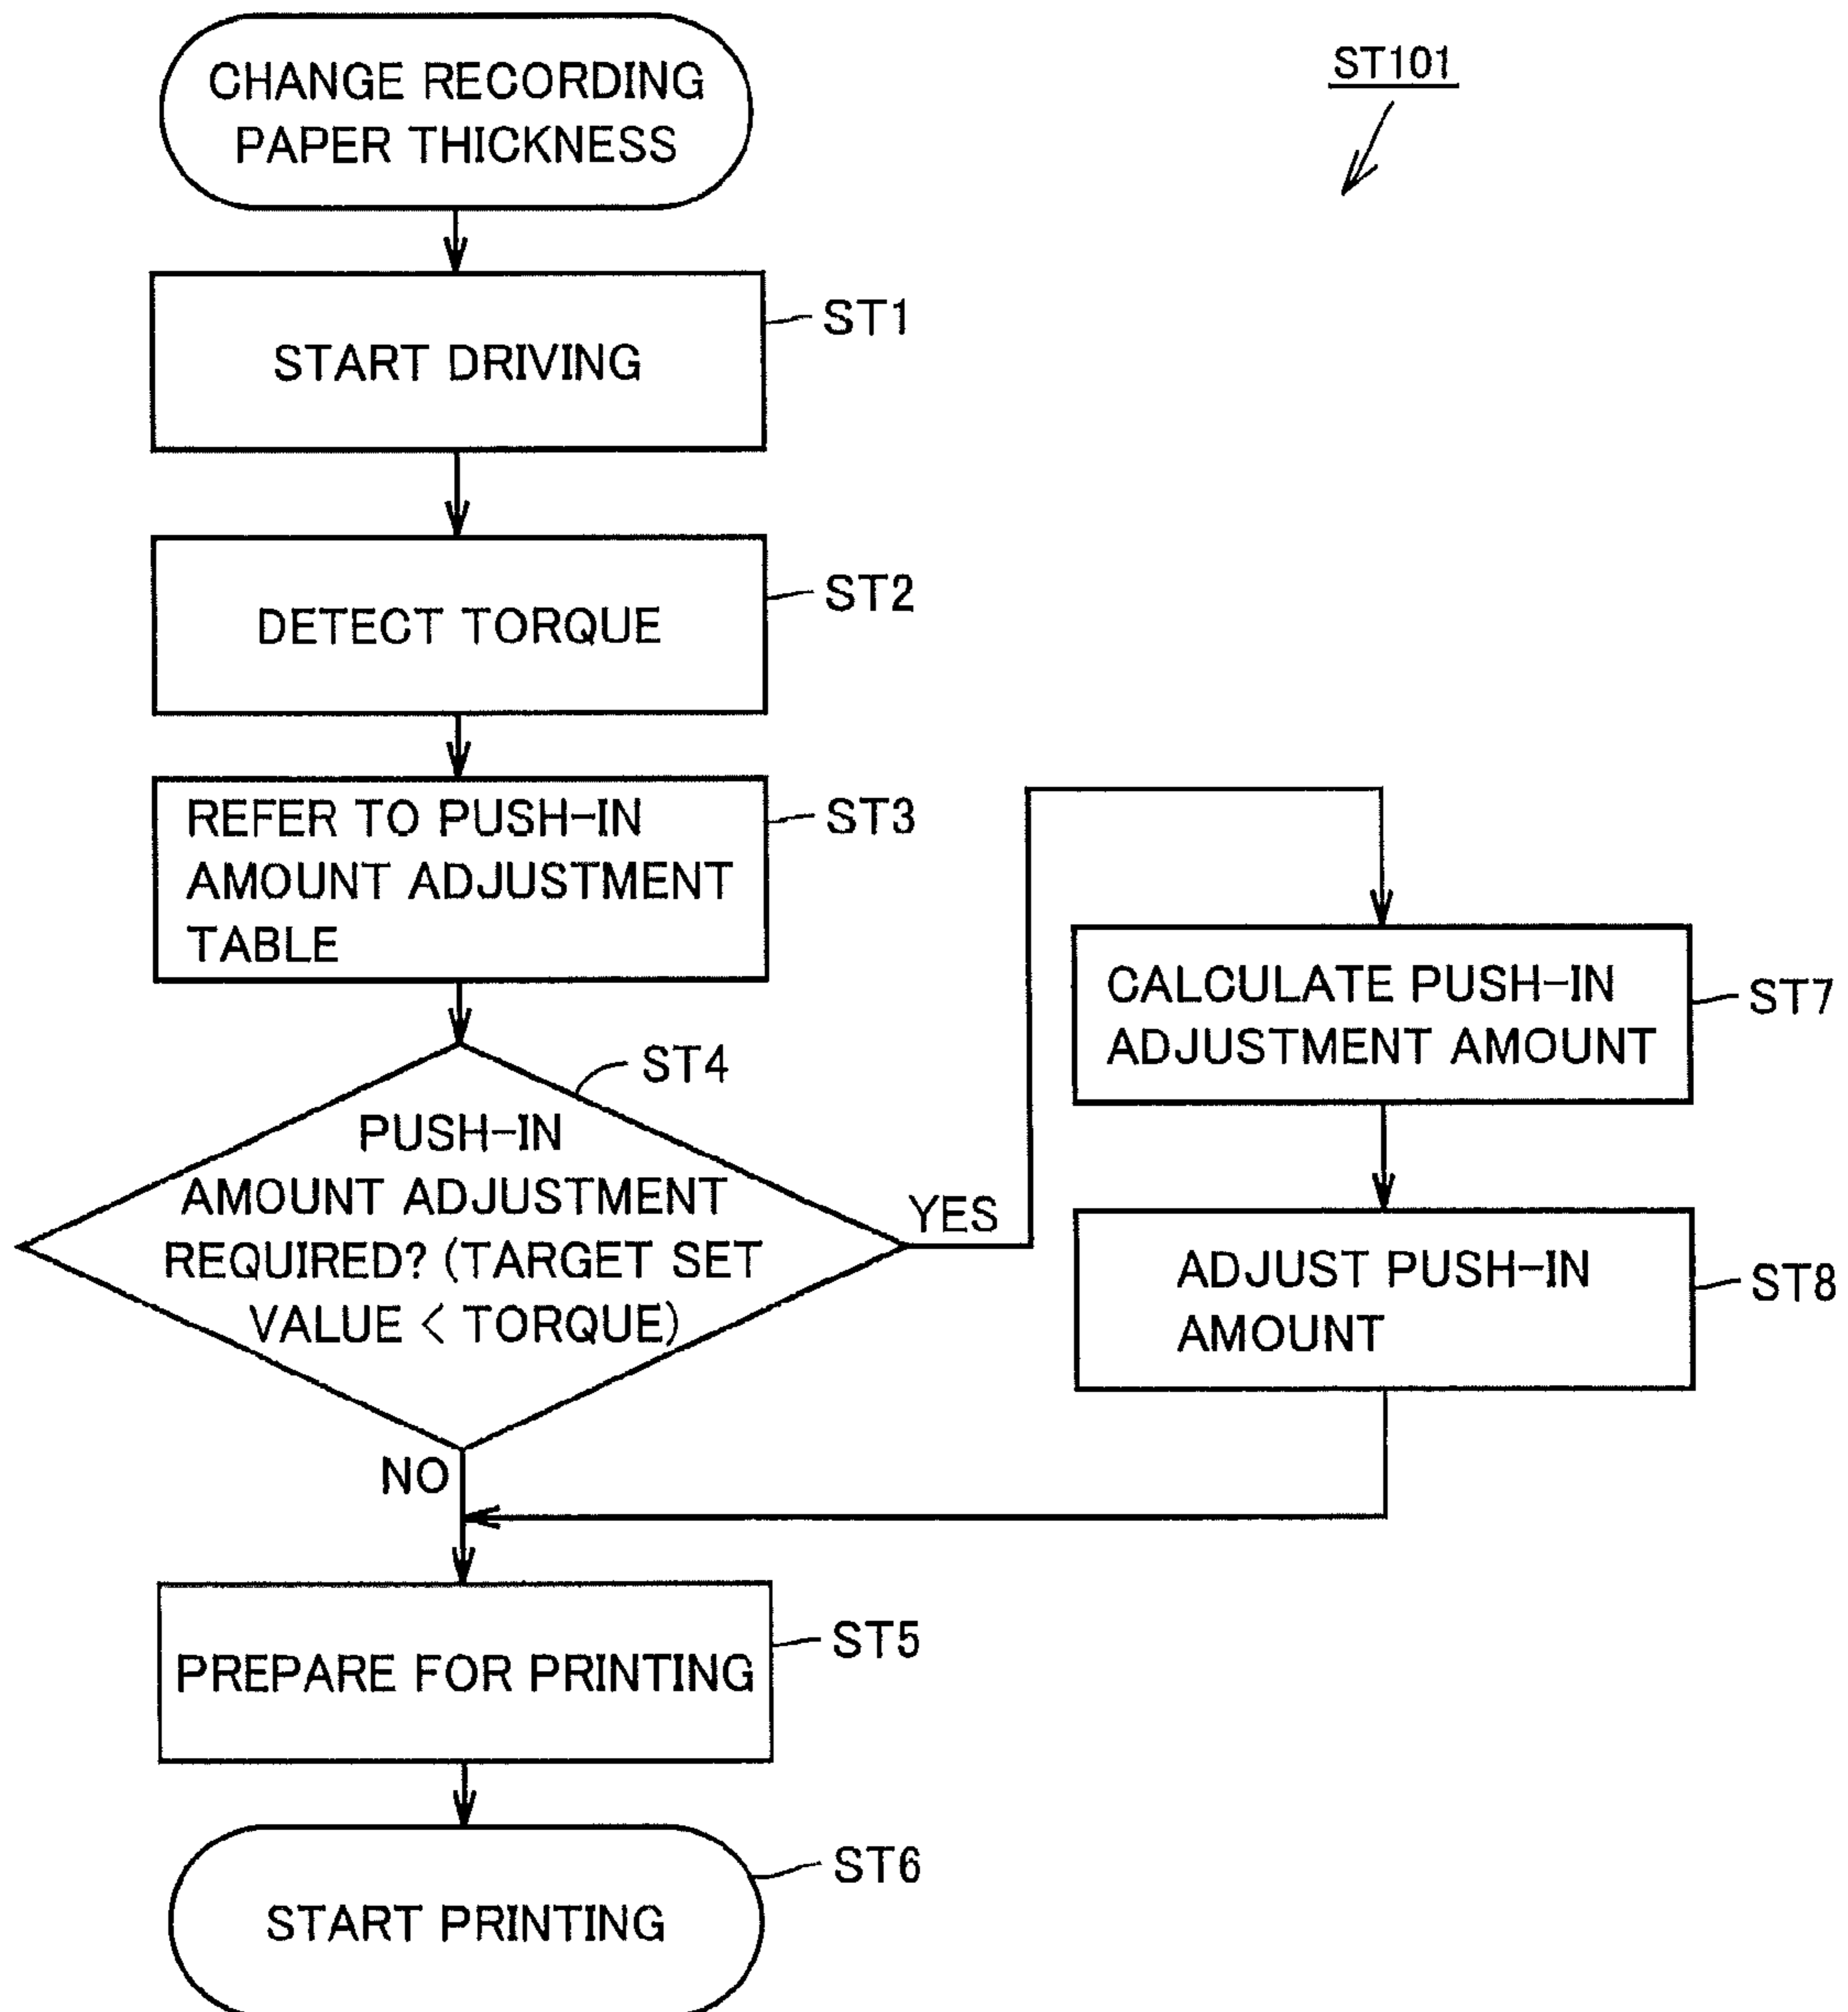 CHANGE RECORDING
PAPER THICKNESS
ST101
START DRIVING
ST1
DETECT TORQUE
ST2
REFER TO PUSH-IN
AMOUNT ADJUSTMENT
TABLE
ST3
PUSH-IN
AMOUNT ADJUSTMENT
REQUIRED? (TARGET SET
VALUE < TORQUE)
ST4
YES
NO
CALCULATE PUSH-IN
ADJUSTMENT AMOUNT
ST7
ADJUST PUSH-IN
AMOUNT
ST8
PREPARE FOR PRINTING
ST5
START PRINTING
ST6